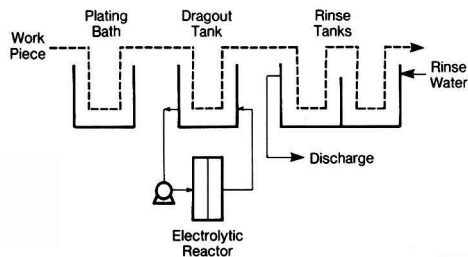 Plating
Bath
Dragout
Tank
Rinse
Tanks
Work
Piece
Rinse
Water
Discharge
Electrolytic
Reactor